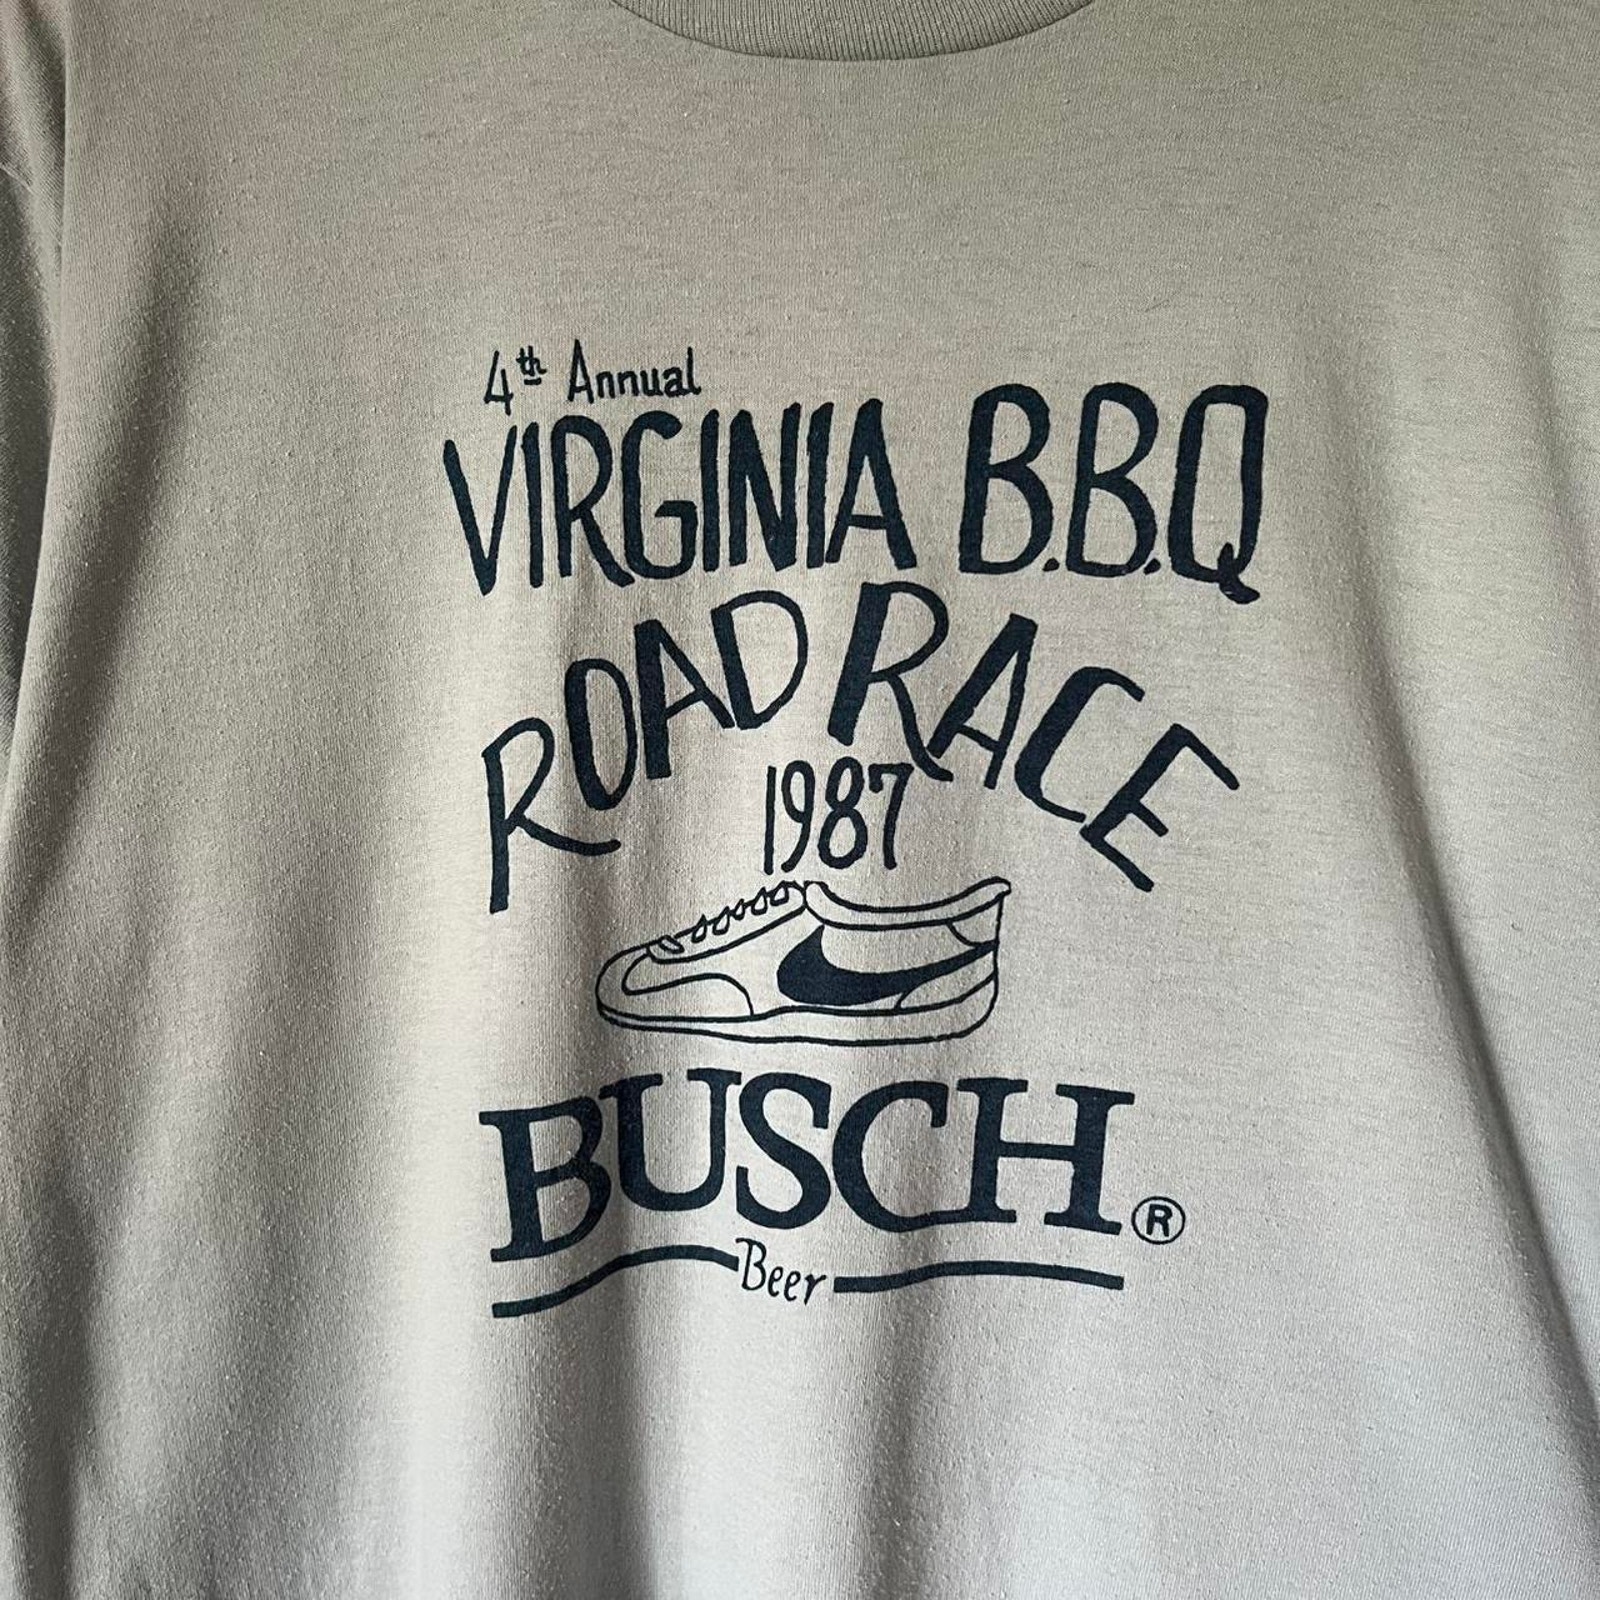 4th Annual
VIRGINIA B.B.Q
ROAD RACE
1987
BUSCH®
Beer